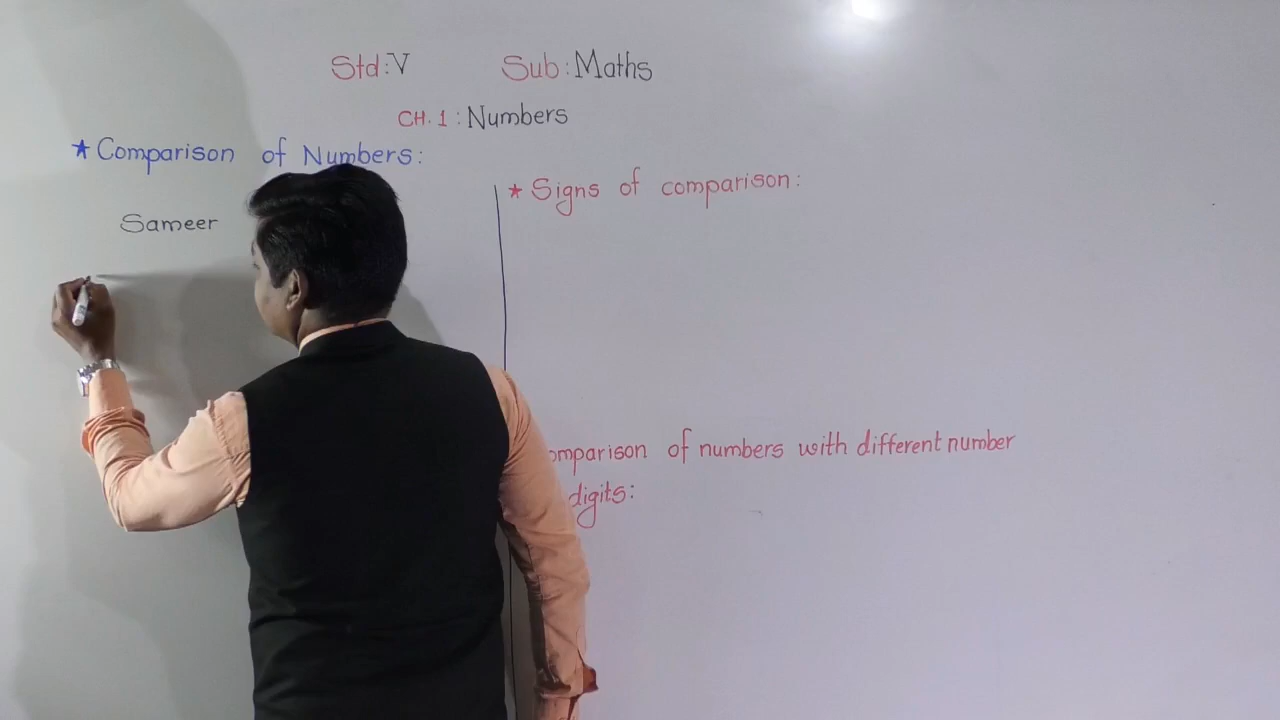 Std:V Sub:Maths
CH.1:Numbers
★ Comparison of Numbers:
Sameer
★ Signs of comparison:
of numbers with different number
digits: